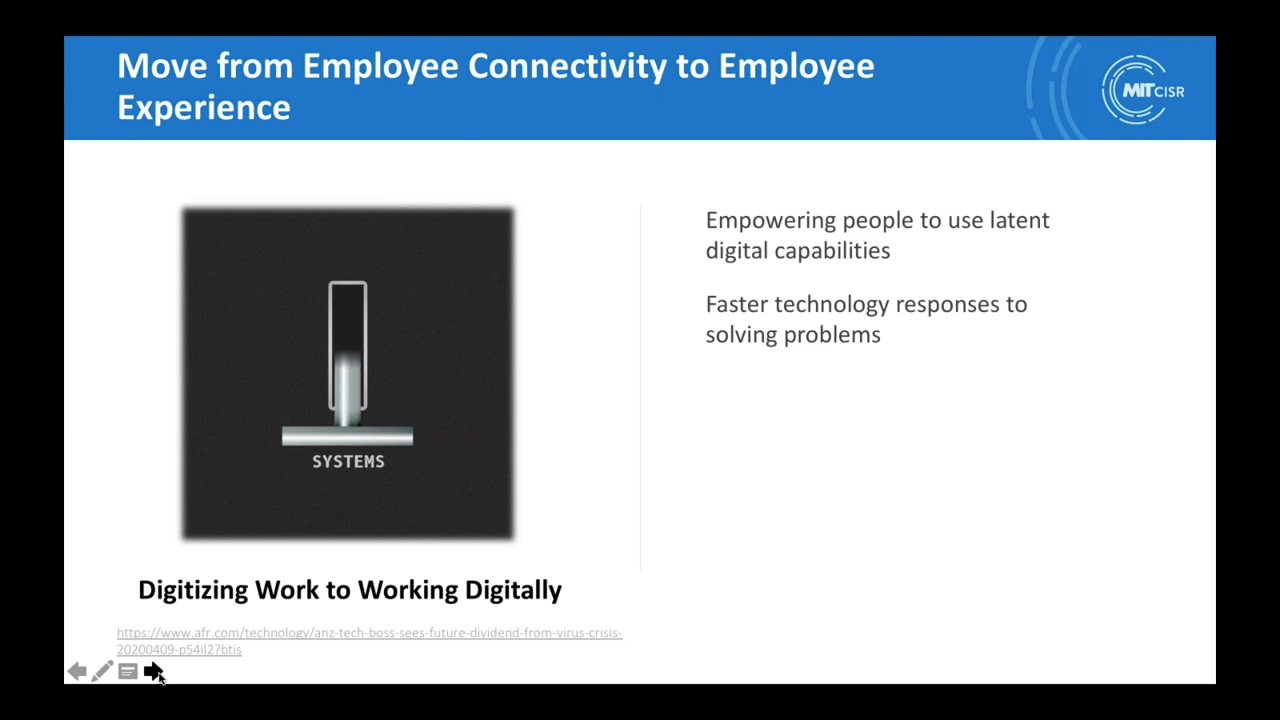 Move from Employee Connectivity to Employee
Experience
MIT CISR
Empowering people to use latent
digital capabilities
Faster technology responses to
solving problems
SYSTEMS
Digitizing Work to Working Digitally
https://www.afr.com/technology/anz-tech-boss-sees-future-dividend-from-virus-crisis-
20200409-p54il2?btis